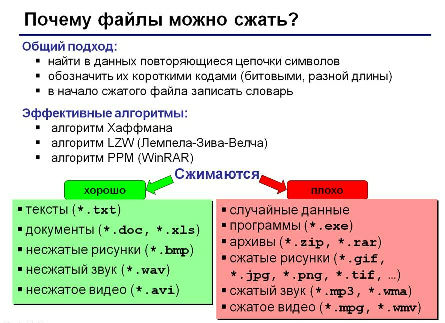 Почему файлы можно сжать?
Общий подход:
▪ найти в данных повторяющиеся цепочки символов
▪ обозначить их короткими кодами (битовыми, разной длины)
▪ в начало сжатого файла записать словарь
Эффективные алгоритмы:
▪ алгоритм Хаффмана
▪ алгоритм LZW (Лемпела-Зива-Велча)
▪ алгоритм PPM (WinRAR)
Сжимаются
хорошо
▪ тексты (*.txt)
▪ документы (*.doc, *.xls)
▪ несжатые рисунки (*.bmp)
▪ несжатый звук (*.wav)
▪ несжатое видео (*.avi)
плохо
▪ случайные данные
▪ программы (*.exe)
▪ архивы (*.zip, *.rar)
▪ сжатые рисунки (*.gif,
*.jpg, *.png, *.tif, …)
▪ сжатый звук (*.mp3, *.wma)
▪ сжатое видео (*.mpg, *.wmv)